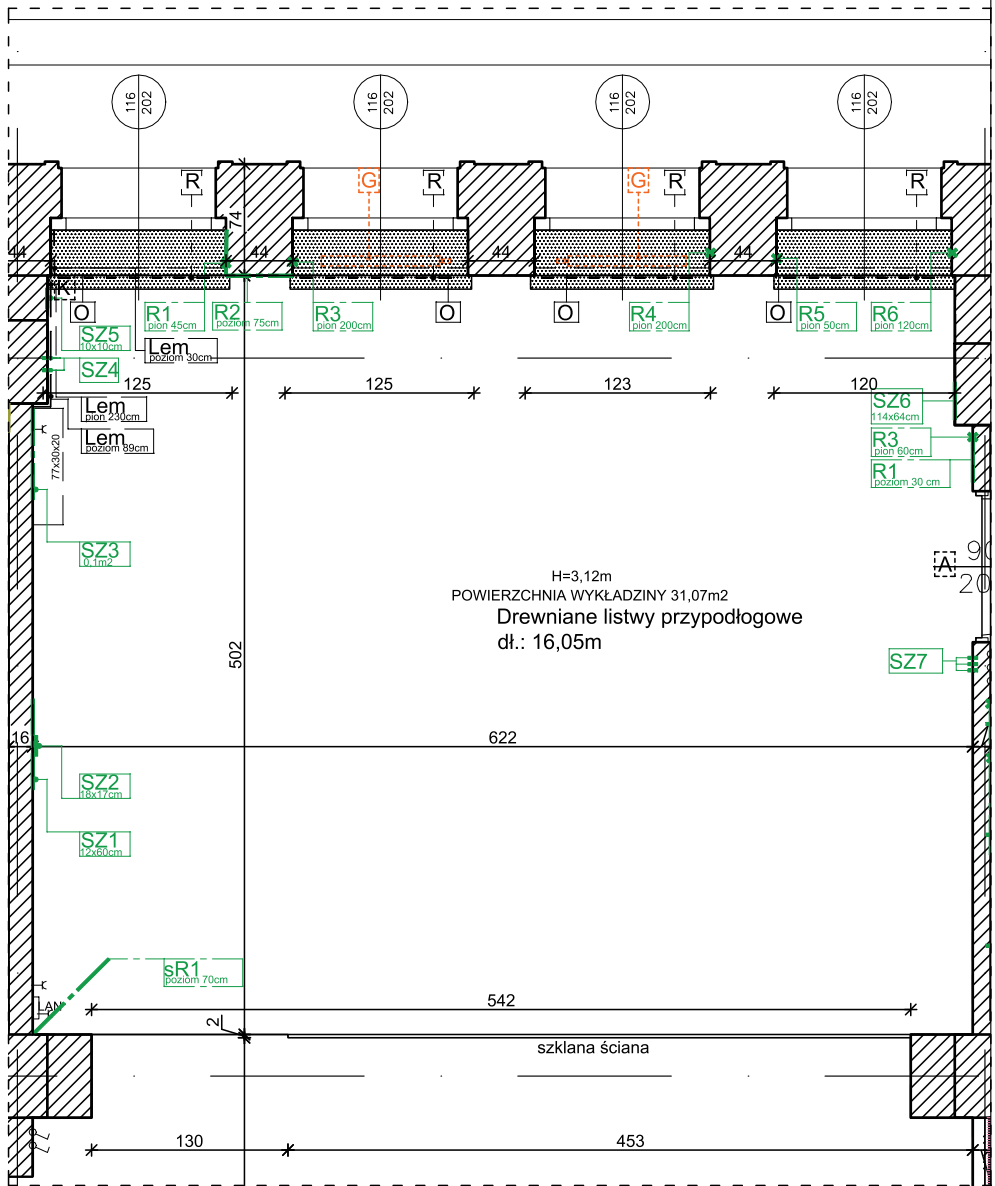 116
202
116
202
116
202
116
202
R
G
R
G
R
R
74
44
44
44
44
K
O
R1
pion 45cm
R2
poziom 75cm
R3
pion 200cm
O
O
R4
pion 200cm
O
R5
pion 50cm
R6
pion 120cm
SZ5
10x10cm
Lem
poziom 30cm
SZ4
125
125
123
120
Lem
pion 230cm
SZ6
114x64cm
Lem
poziom 89cm
77x30x20
R3
pion 60cm
R1
poziom 30 cm
SZ3
0.1m2
A
90
20
H=3,12m
POWIERZCHNIA WYKŁADZINY 31,07m2
Drewniane listwy przypodłogowe
dł.: 16,05m
502
SZ7
16
622
SZ2
18x17cm
SZ1
12x60cm
sR1
poziom 70cm
LAN
542
2
szklana ściana
130
453